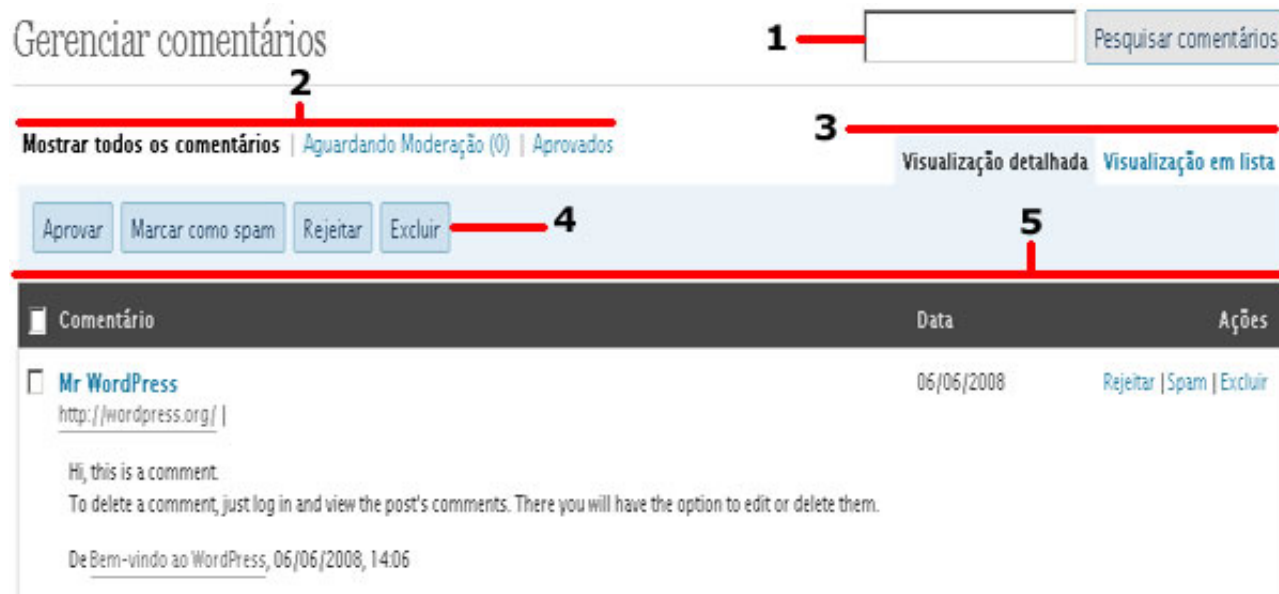 Gerenciar comentários
1
Pesquisar comentários
2
Mostrar todos os comentários | Aguardando Moderação (0) | Aprovados
3
Visualização detalhada Visualização em lista
Aprovar Marcar como spam Rejeitar Excluir
4
5
Comentário Data Ações
Mr WordPress 06/06/2008 Rejeitar | Spam | Excluir
http://wordpress.org/ |
Hi, this is a comment.
To delete a comment, just log in and view the post's comments. There you will have the option to edit or delete them.
De Bem-vindo ao WordPress, 06/06/2008, 14:06